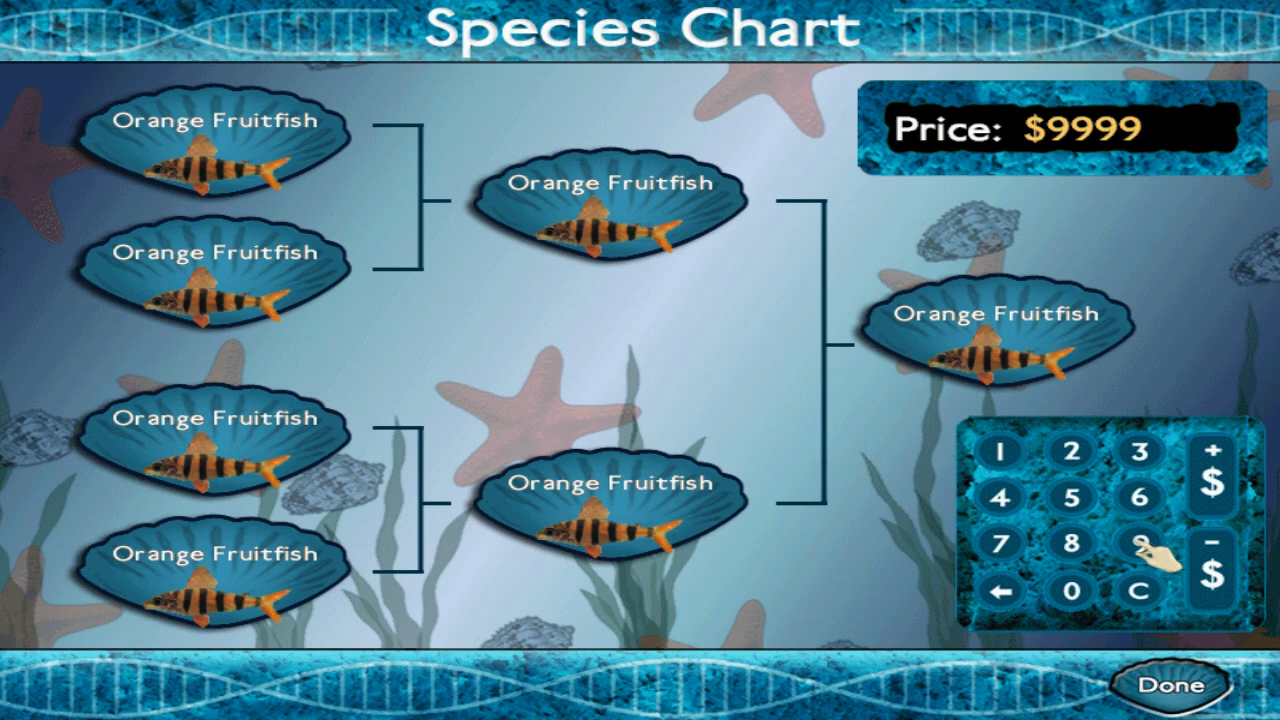 Species Chart
Orange Fruitfish
Price: $9999
Orange Fruitfish
Orange Fruitfish
Orange Fruitfish
Orange Fruitfish
Orange Fruitfish
Orange Fruitfish
1 2 3 +
$
4 5 6
7 8 9 -
$
← 0 C
Done